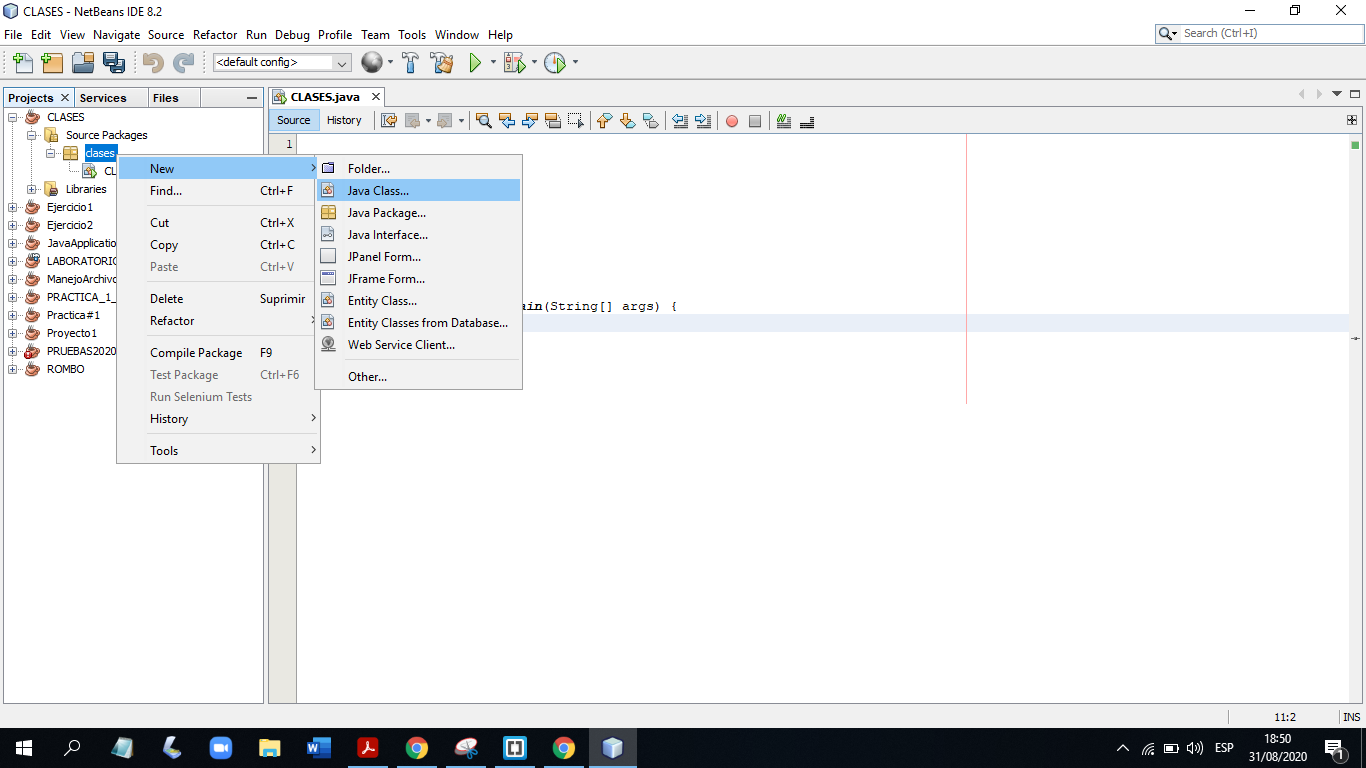 CLASES - NetBeans IDE 8.2
File Edit View Navigate Source Refactor Run Debug Profile Team Tools Window Help
Search (Ctrl+I)
<default config>
Projects Services Files
CLASES.java
Source History
CLASES
Source Packages
clases
CL
Libraries
Ejercicio1
Ejercicio2
JavaApplicatio
LABORATORIO
ManejoArchivo
PRACTICA_1_
Practica#1
Proyecto1
PRUEBAS2020
ROMBO
New
Find... Ctrl+F
Cut Ctrl+X
Copy Ctrl+C
Paste Ctrl+V
Delete Suprimir
Refactor
Compile Package F9
Test Package Ctrl+F6
Run Selenium Tests
History
Tools
Folder...
Java Class...
Java Package...
Java Interface...
JPanel Form...
JFrame Form...
Entity Class...
Entity Classes from Database...
Web Service Client...
Other...
1
ain(String[] args) {
11:2 INS
ESP
18:50
31/08/2020
1